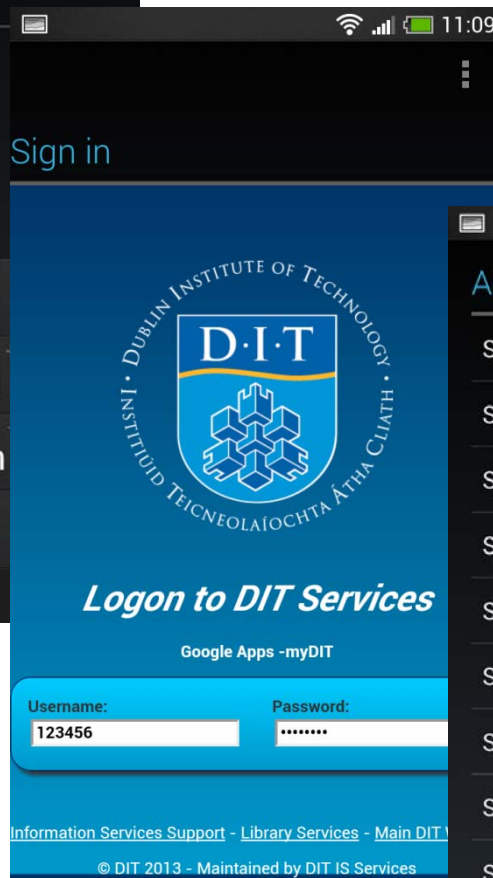 11:09
Sign in
DUBLIN INSTITUTE OF TECHNOLOGY
INSTITIÚID TEICNEOLAÍOCHTA ÁTHA CLIATH
D·I·T
Logon to DIT Services
Google Apps -myDIT
Username: Password:
123456 ••••••••
Information Services Support - Library Services - Main DIT
© DIT 2013 - Maintained by DIT IS Services
A
S
S
S
S
S
S
S
S
S